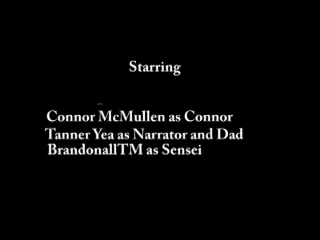 Starring
Connor McMullen as Connor
Tanner Yea as Narrator and Dad
BrandonallTM as Sensei